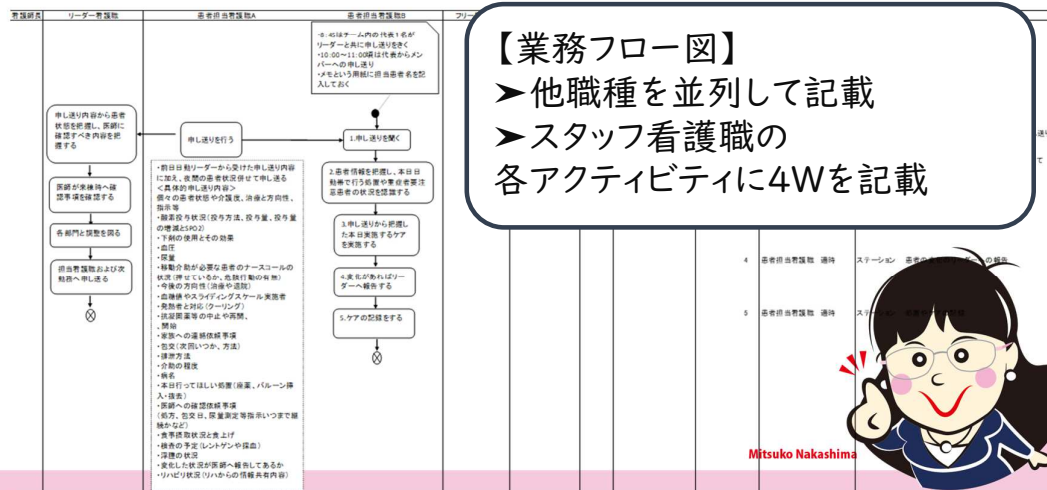 看護師長 リーダー看護職 患者担当看護職A 患者担当看護職B
・8:45はチーム内の代表1名が
リーダーと共に申し送りをきく
・10:00～11:00頃は代表からメン
バーへの申し送り
・メモという用紙に担当患者名を記
入しておく
申し送り内容から患者
状態を把握し、医師に
確認すべき内容を把
握する
医師が来棟時へ確
認事項を確認する
各部門と調整を図る
担当看護職および次
勤務へ申し送る
申し送りを行う
・前日日勤リーダーから受けた申し送り内容
に加え、夜間の患者状況併せて申し送る
<具体的申し送り内容>
個々の患者状態や介護度、治療と方向性、
指示等
・酸素投与状況(投与方法、投与量、投与量
の増減とSPO2)
・下剤の使用とその効果
・血圧
・尿量
・移動介助が必要な患者のナースコールの
状況(押せているか、危険行動の有無)
・今後の方向性(治療や退院)
・血糖値やスライディングスケール実施者
・発熱者と対応(クーリング)
・抗凝固薬等の中止や再開、
、開始
・家族への連絡依頼事項
・包交(次回いつか、方法)
・排泄方法
・介助の程度
・病名
・本日行ってほしい処置(座薬、バルーン挿
入・抜去)
・医師への確認依頼事項
(処方、包交日、尿量測定等指示いつまで継
続かなど)
・食事摂取状況と食上げ
・検査の予定(レントゲンや採血)
・浮腫の状況
・変化した状況が医師へ報告してあるか
・リハビリ状況(リハからの情報共有内容)
1.申し送りを聞く
2.患者情報を把握し、本日日
勤帯で行う処置や重症者要注
意患者の状況を認識する
3.申し送りから把握し
た本日実施するケア
を実施する
4.変化があればリー
ダーへ報告する
5.ケアの記録をする
【業務フロー図】
➤他職種を並列して記載
➤スタッフ看護職の
各アクティビティに4Wを記載
4 患者担当看護職 適時 ステーション
5 患者担当看護職 適時
Mitsuko Nakashima